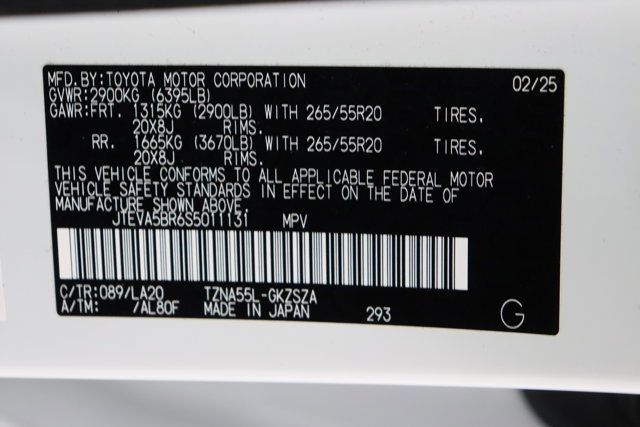 MFD.BY:TOYOTA MOTOR CORPORATION 02/25
GVWR:2900KG (6395LB)
GAWR:FRT. 1315KG (2900LB) WITH 265/55R20 TIRES.
20X8J RIMS.
RR. 1665KG (3670LB) WITH 265/55R20 TIRES.
20X8J RIMS.
THIS VEHICLE CONFORMS TO ALL APPLICABLE FEDERAL MOTOR
VEHICLE SAFETY STANDARDS IN EFFECT ON THE DATE OF
MANUFACTURE SHOWN ABOVE.
JTEVA5BR6S5011131 MPV
C/TR:089/LA20 TZNA55L-GKZSZA
A/TM: /AL80F MADE IN JAPAN 293 G